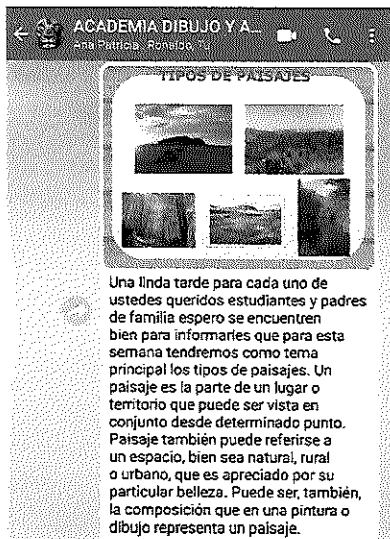 ACADEMIA DIBUJO Y A...
Ana Patricia, Ronaldo, Tú
TIPOS DE PAISAJES
Una linda tarde para cada uno de
ustedes queridos estudiantes y padres
de familia espero se encuentren
bien para informarles que para esta
semana tendremos como tema
principal los tipos de paisajes. Un
paisaje es la parte de un lugar o
territorio que puede ser vista en
conjunto desde determinado punto.
Paisaje también puede referirse a
un espacio, bien sea natural, rural
o urbano, que es apreciado por su
particular belleza. Puede ser, también,
la composición que en una pintura o
dibujo representa un paisaje.